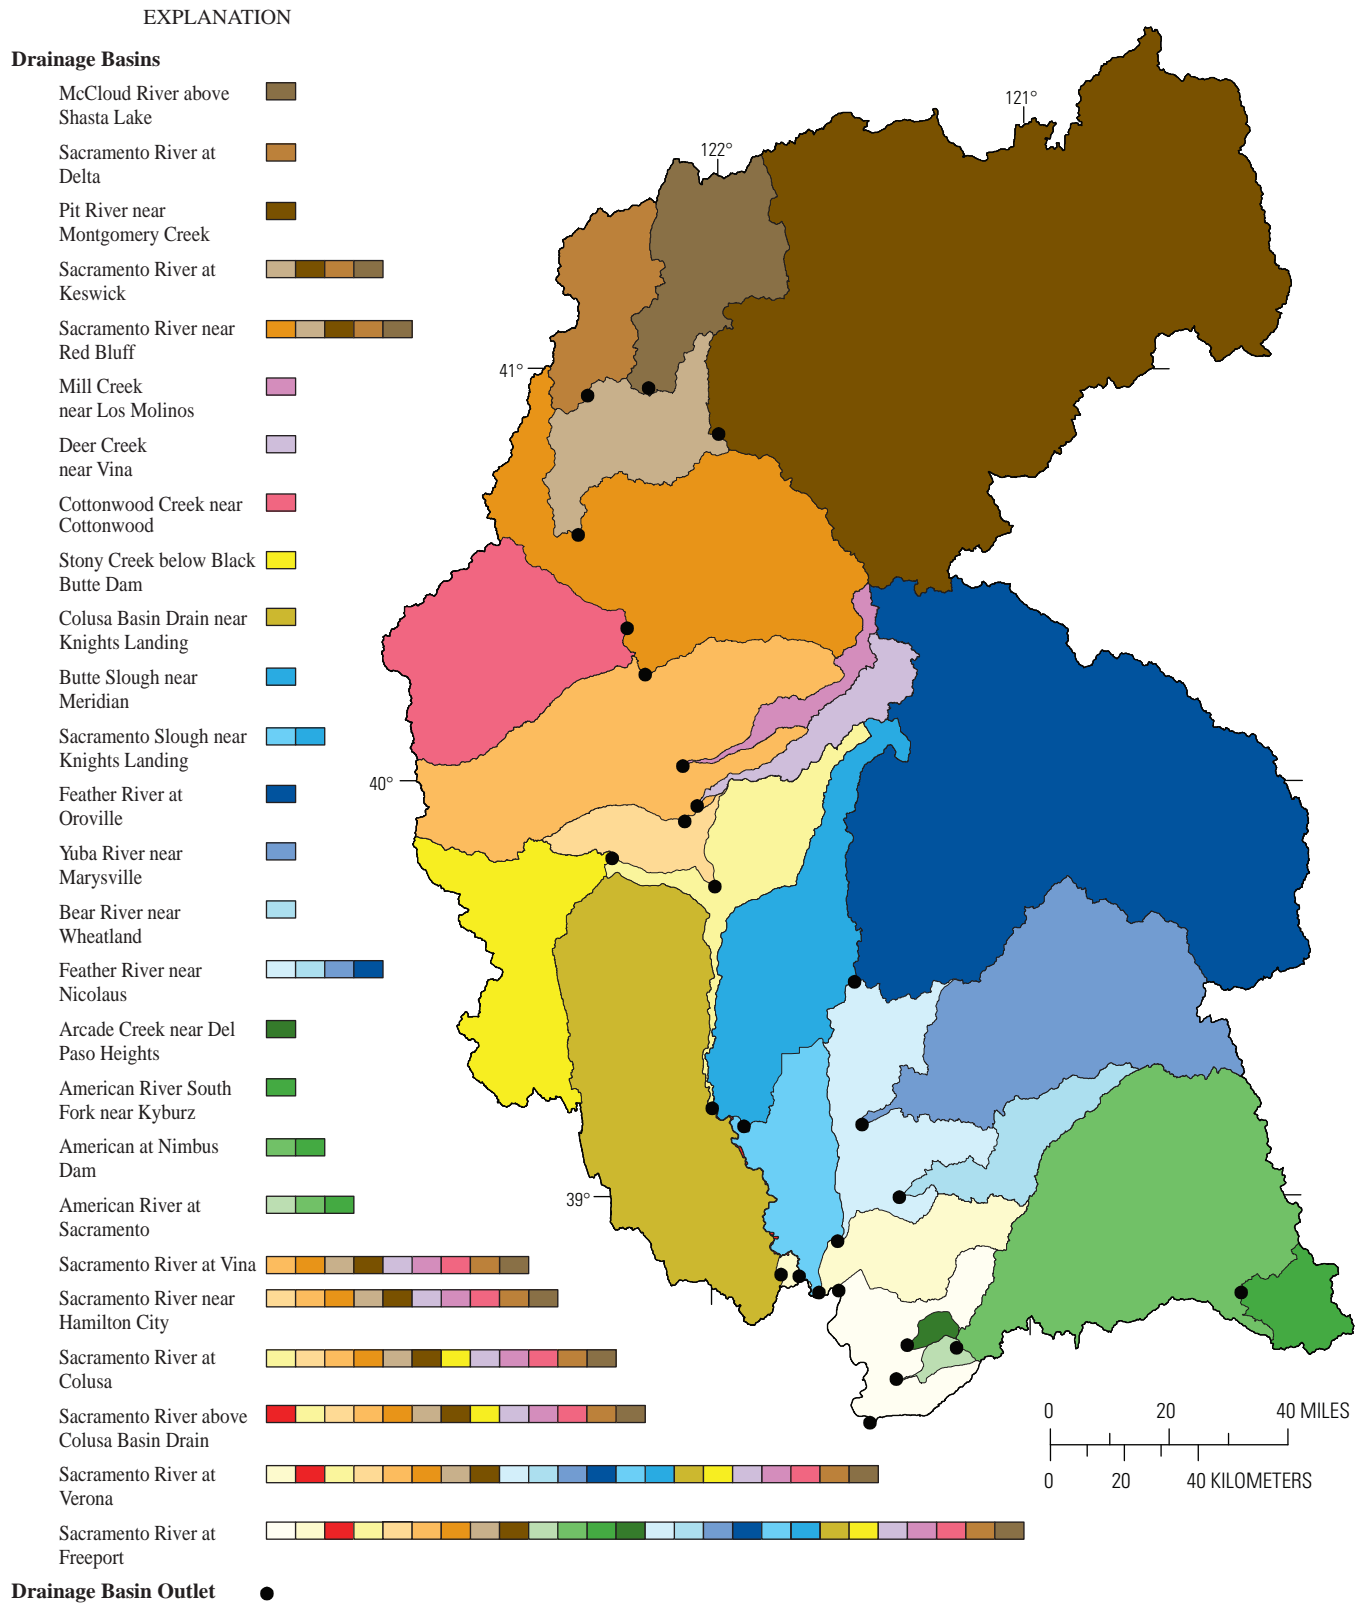 EXPLANATION
Drainage Basins
McCloud River above
Shasta Lake
Sacramento River at
Delta
Pit River near
Montgomery Creek
Sacramento River at
Keswick
Sacramento River near
Red Bluff
Mill Creek
near Los Molinos
Deer Creek
near Vina
Cottonwood Creek near
Cottonwood
Stony Creek below Black
Butte Dam
Colusa Basin Drain near
Knights Landing
Butte Slough near
Meridian
Sacramento Slough near
Knights Landing
Feather River at
Oroville
Yuba River near
Marysville
Bear River near
Wheatland
Feather River near
Nicolaus
Arcade Creek near Del
Paso Heights
American River South
Fork near Kyburz
American at Nimbus
Dam
American River at
Sacramento
Sacramento River at Vina
Sacramento River near
Hamilton City
Sacramento River at
Colusa
Sacramento River above
Colusa Basin Drain
Sacramento River at
Verona
Sacramento River at
Freeport
Drainage Basin Outlet
121°
122°
41°
40°
39°
0 20 40 MILES
0 20 40 KILOMETERS